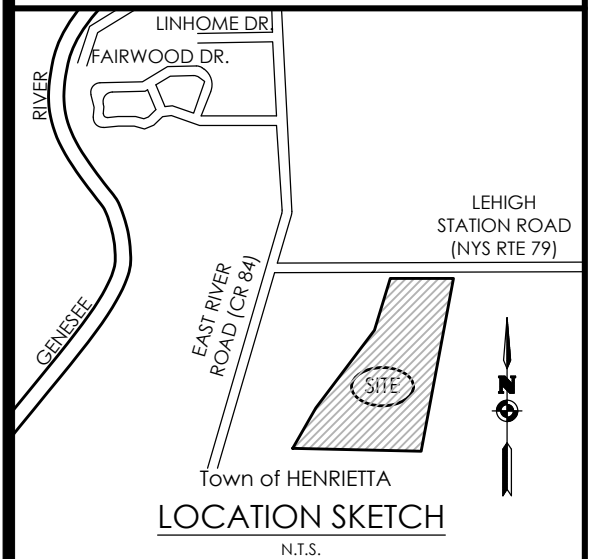 LINHOME DR.
FAIRWOOD DR.
RIVER
LEHIGH
STATION ROAD
(NYS RTE 79)
EAST RIVER
ROAD (CR 84)
GENESEE
SITE
N
Town of HENRIETTA
LOCATION SKETCH
N.T.S.